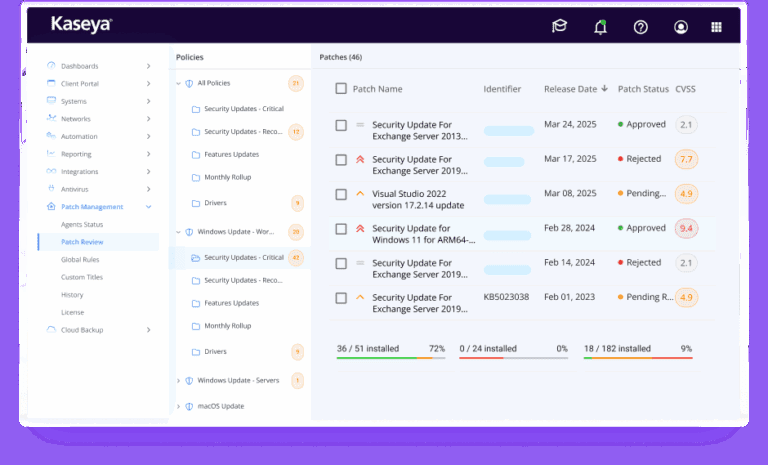 Kaseya
Dashboards
Client Portal
Systems
Networks
Automation
Reporting
Integrations
Antivirus
Patch Management
Agents Status
Patch Review
Global Rules
Custom Titles
History
License
Cloud Backup
Policies
All Policies 21
Security Updates - Critical
Security Updates - Reco... 12
Features Updates
Monthly Rollup
Drivers 9
Windows Update - Wor...
Security Updates - Critical 47
Security Updates - Reco...
Features Updates
Monthly Rollup
Drivers 9
Windows Update - Servers 1
macOS Update
Patches (46)
Patch Name Identifier Release Date Patch Status CVSS
Security Update For Mar 24, 2025 Approved 2.1
Exchange Server 2013...
Security Update For Mar 17, 2025 Rejected 7.7
Exchange Server 2019...
Visual Studio 2022 Mar 08, 2025 Pending... 4.9
version 17.2.14 update
Security Update for Feb 28, 2024 Approved 9.4
Windows 11 for ARM64-...
Security Update For Feb 14, 2024 Rejected 2.1
Exchange Server 2019...
Security Update For KB5023038 Feb 01, 2023 Pending R... 4.9
Exchange Server 2019...
36 / 51 installed 72% 0 / 24 installed 0% 18 / 182 installed 9%